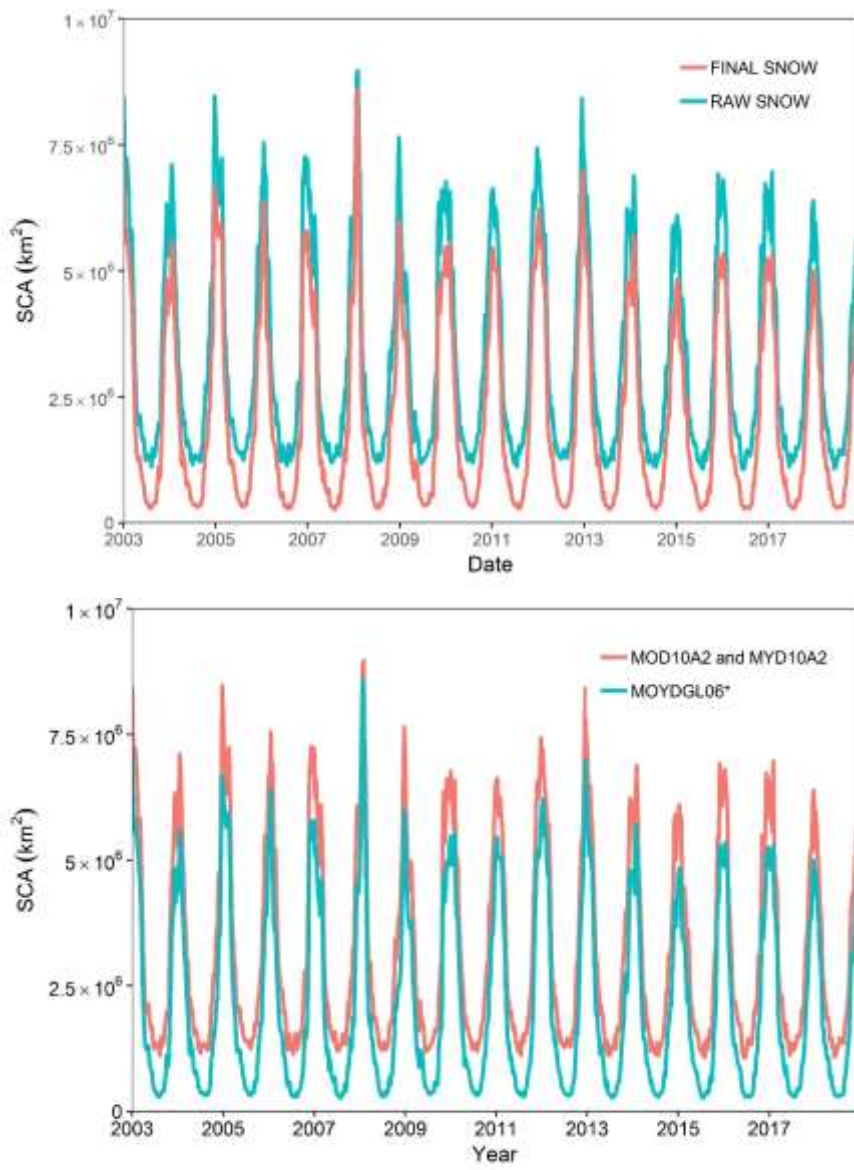 1 × 10⁷
7.5 × 10⁶
5 × 10⁶
2.5 × 10⁶
0
SCA (km²)
FINAL SNOW
RAW SNOW
2003 2005 2007 2009 2011 2013 2015 2017
Date
1 × 10⁷
7.5 × 10⁶
5 × 10⁶
2.5 × 10⁶
0
SCA (km²)
MOD10A2 and MYD10A2
MOYDGL06*
2003 2005 2007 2009 2011 2013 2015 2017
Year